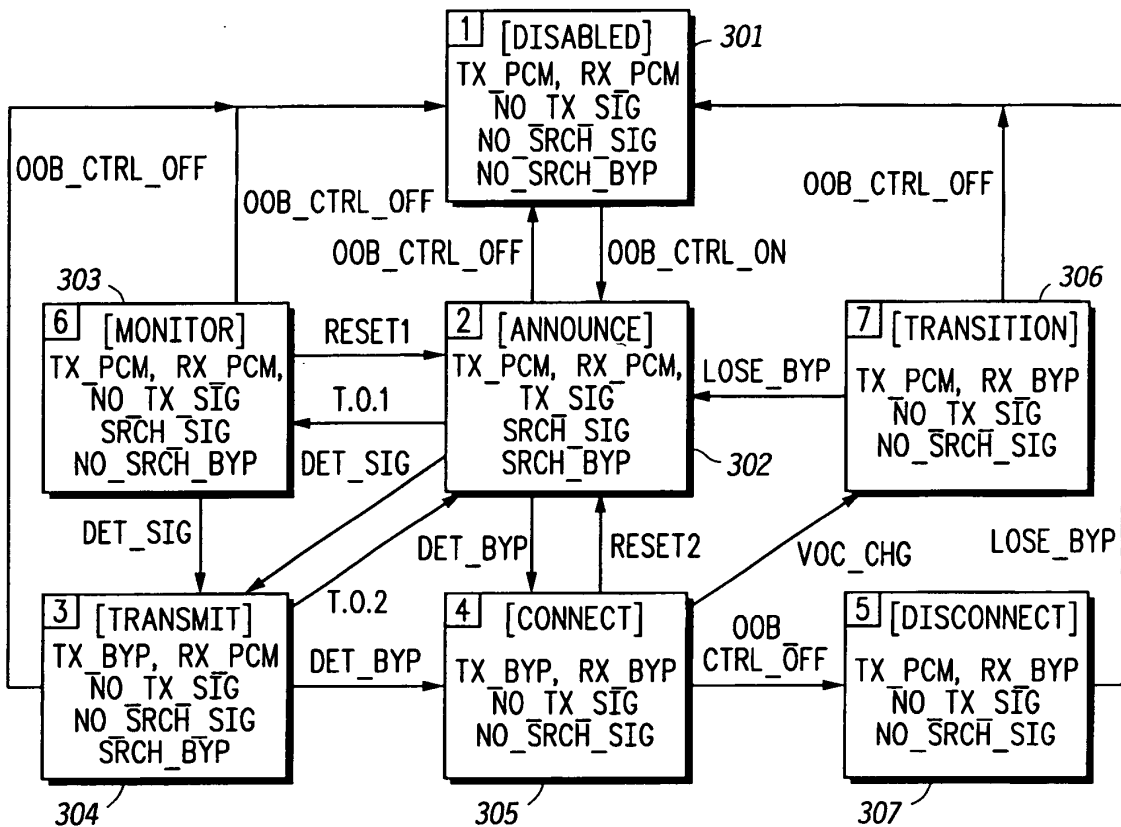 1 [DISABLED]
TX_PCM, RX_PCM
NO_TX_SIG
NO_SRCH_SIG
NO_SRCH_BYP
301
OOB_CTRL_OFF
OOB_CTRL_OFF
OOB_CTRL_OFF
OOB_CTRL_ON
OOB_CTRL_OFF
303
6 [MONITOR]
TX_PCM, RX_PCM,
NO_TX_SIG
SRCH_SIG
NO_SRCH_BYP
RESET1
T.O.1
DET_SIG
2 [ANNOUNCE]
TX_PCM, RX_PCM,
TX_SIG
SRCH_SIG
SRCH_BYP
302
LOSE_BYP
306
7 [TRANSITION]
TX_PCM, RX_BYP
NO_TX_SIG
NO_SRCH_SIG
DET_SIG
T.O.2
DET_BYP
RESET2
VOC_CHG
LOSE_BYP
3 [TRANSMIT]
TX_BYP, RX_PCM
NO_TX_SIG
NO_SRCH_SIG
SRCH_BYP
304
DET_BYP
4 [CONNECT]
TX_BYP, RX_BYP
NO_TX_SIG
NO_SRCH_SIG
305
OOB_
CTRL_OFF
5 [DISCONNECT]
TX_PCM, RX_BYP
NO_TX_SIG
NO_SRCH_SIG
307